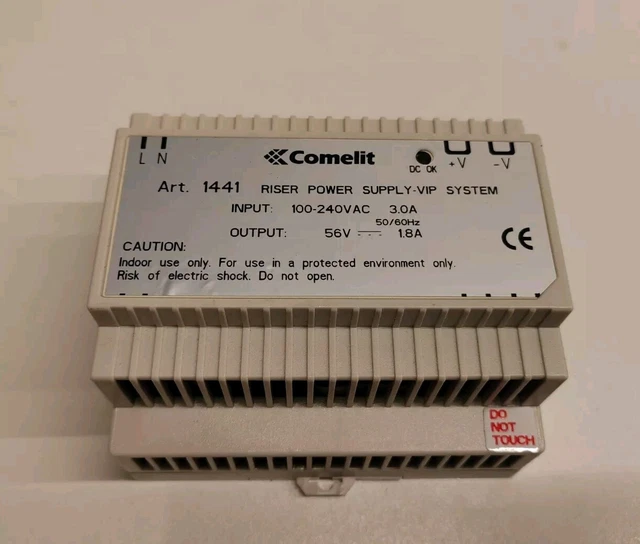 L N
Comelit
DC OK
+V
-V
Art. 1441 RISER POWER SUPPLY-VIP SYSTEM
INPUT: 100-240VAC 3.0A
50/60Hz
OUTPUT: 56V 1.8A
CE
CAUTION:
Indoor use only. For use in a protected environment only.
Risk of electric shock. Do not open.
DO
NOT
TOUCH